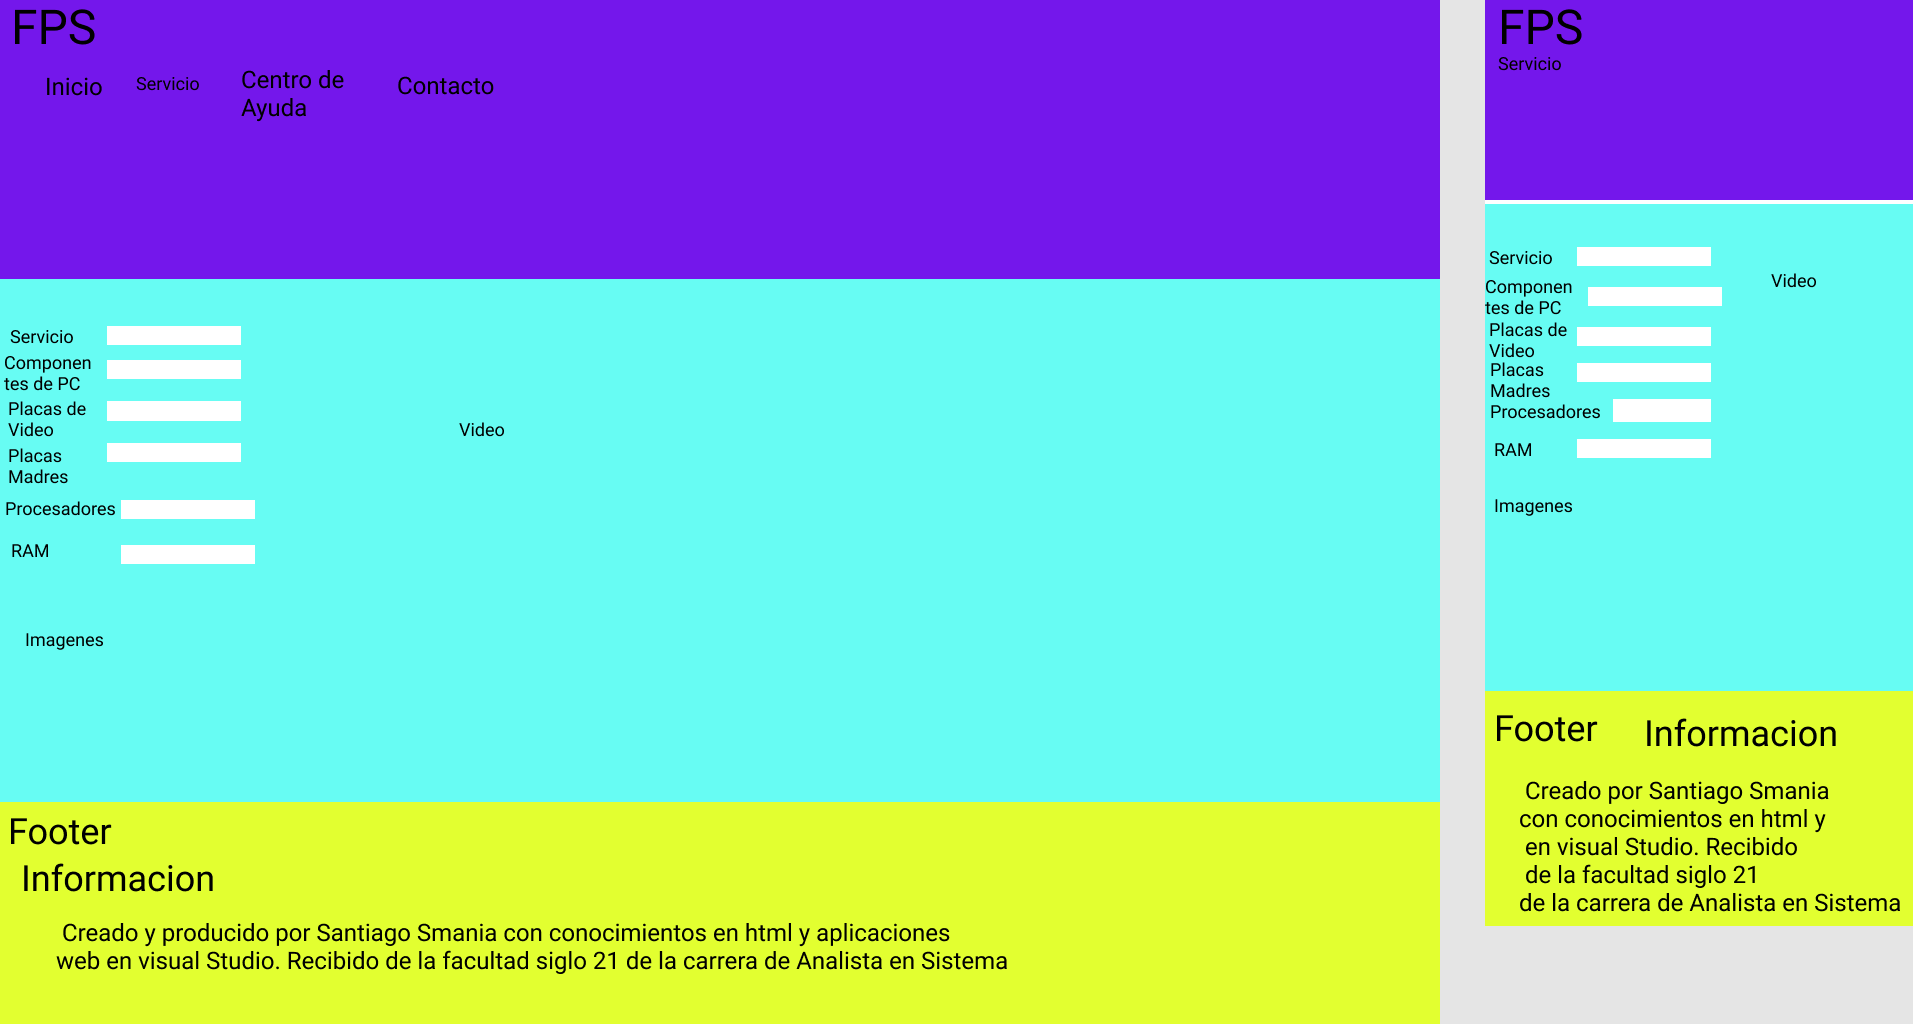 FPS
Inicio
Servicio
Centro de
Ayuda
Contacto
Servicio
Componen
tes de PC
Placas de
Video
Placas
Madres
Procesadores
RAM
Video
Imagenes
Footer
Informacion
Creado y producido por Santiago Smania con conocimientos en html y aplicaciones
web en visual Studio. Recibido de la facultad siglo 21 de la carrera de Analista en Sistema
FPS
Servicio
Servicio
Componen
tes de PC
Placas de
Video
Placas
Madres
Procesadores
RAM
Video
Imagenes
Footer
Informacion
Creado por Santiago Smania
con conocimientos en html y
en visual Studio. Recibido
de la facultad siglo 21
de la carrera de Analista en Sistema